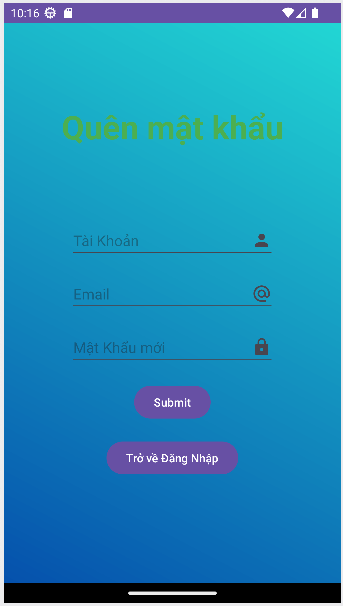 10:16
Quên mật khẩu
Tài Khoản
Email
Mật Khẩu mới
Submit
Trở về Đăng Nhập